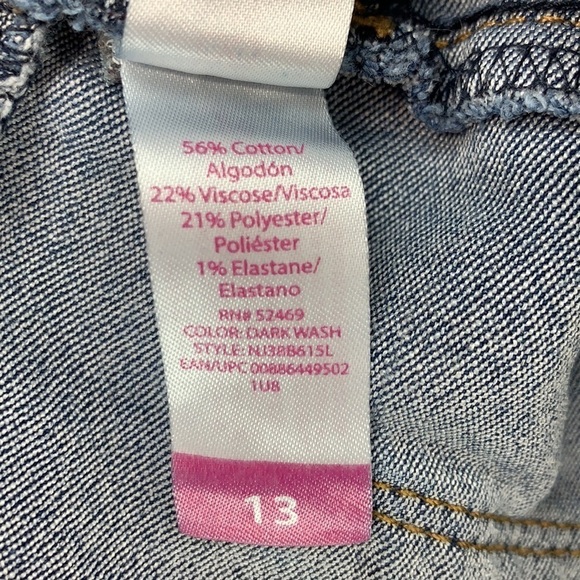 56% Cotton/
Algodón
22% Viscose/Viscosa
21% Polyester/
Poliéster
1% Elastane/
Elastano
RN# 52469
COLOR: DARK WASH
STYLE: NJ38B615L
EAN/UPC 00886449502
1U8
13